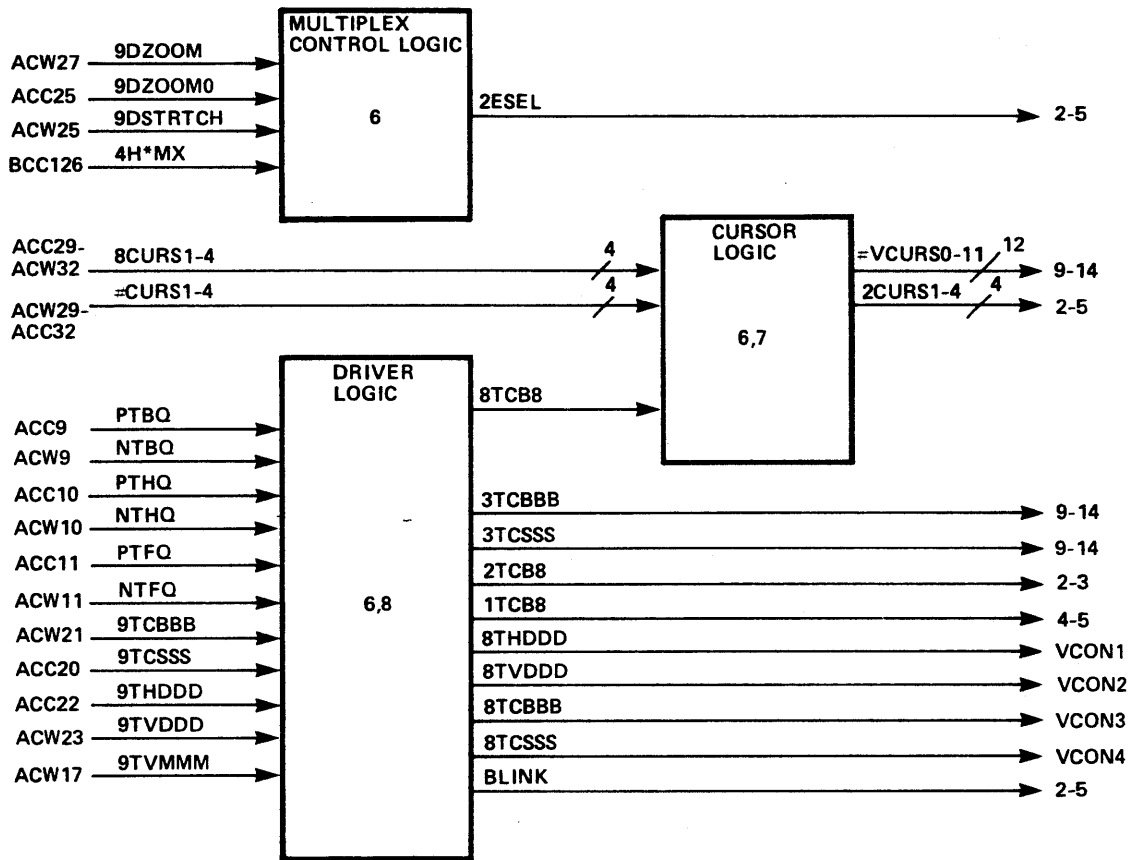 MULTIPLEX
CONTROL LOGIC
6
ACW27 9DZOOM
ACC25 9DZOOM0
ACW25 9DSTRTCH
BCC126 4H*MX
2ESEL 2-5
ACC29-
ACW32 8CURS1-4 4
ACW29-
ACC32 =CURS1-4 4
CURSOR
LOGIC
6,7
=VCURS0-11 12 9-14
2CURS1-4 4 2-5
DRIVER
LOGIC
6,8
8TCB8
ACC9 PTBQ
ACW9 NTBQ
ACC10 PTHQ
ACW10 NTHQ
ACC11 PTFQ
ACW11 NTFQ
ACW21 9TCBBB
ACC20 9TCSSS
ACC22 9THDDD
ACW23 9TVDDD
ACW17 9TVMMM
3TCBBB 9-14
3TCSSS 9-14
2TCB8 2-3
1TCB8 4-5
8THDDD VCON1
8TVDDD VCON2
8TCBBB VCON3
8TCSSS VCON4
BLINK 2-5